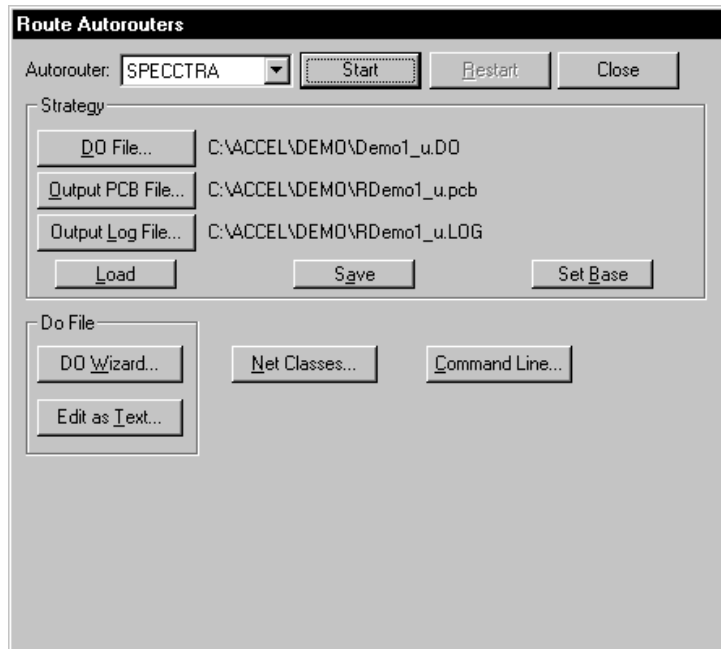 Route Autorouters
Autorouter: SPECCTRA Start Restart Close
Strategy
DO File... C:\ACCEL\DEMO\Demo1_u.DO
Output PCB File... C:\ACCEL\DEMO\RDemo1_u.pcb
Output Log File... C:\ACCEL\DEMO\RDemo1_u.LOG
Load Save Set Base
Do File
DO Wizard... Net Classes... Command Line...
Edit as Text...